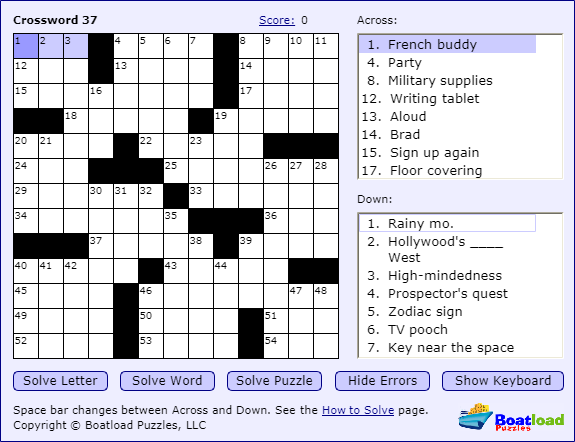 Crossword 37
Score: 0
1 2 3 4 5 6 7 8 9 10 11
12 13 14
15 16 17
18 19
20 21 22 23
24 25 26 27 28
29 30 31 32 33
34 35 36
37 38 39
40 41 42 43 44
45 46 47 48
49 50 51
52 53 54
Across:
1. French buddy
4. Party
8. Military supplies
12. Writing tablet
13. Aloud
14. Brad
15. Sign up again
17. Floor covering
Down:
1. Rainy mo.
2. Hollywood's ____
West
3. High-mindedness
4. Prospector's quest
5. Zodiac sign
6. TV pooch
7. Key near the space
Solve Letter Solve Word Solve Puzzle Hide Errors Show Keyboard
Space bar changes between Across and Down. See the How to Solve page.
Copyright © Boatload Puzzles, LLC
Boatload
Puzzles